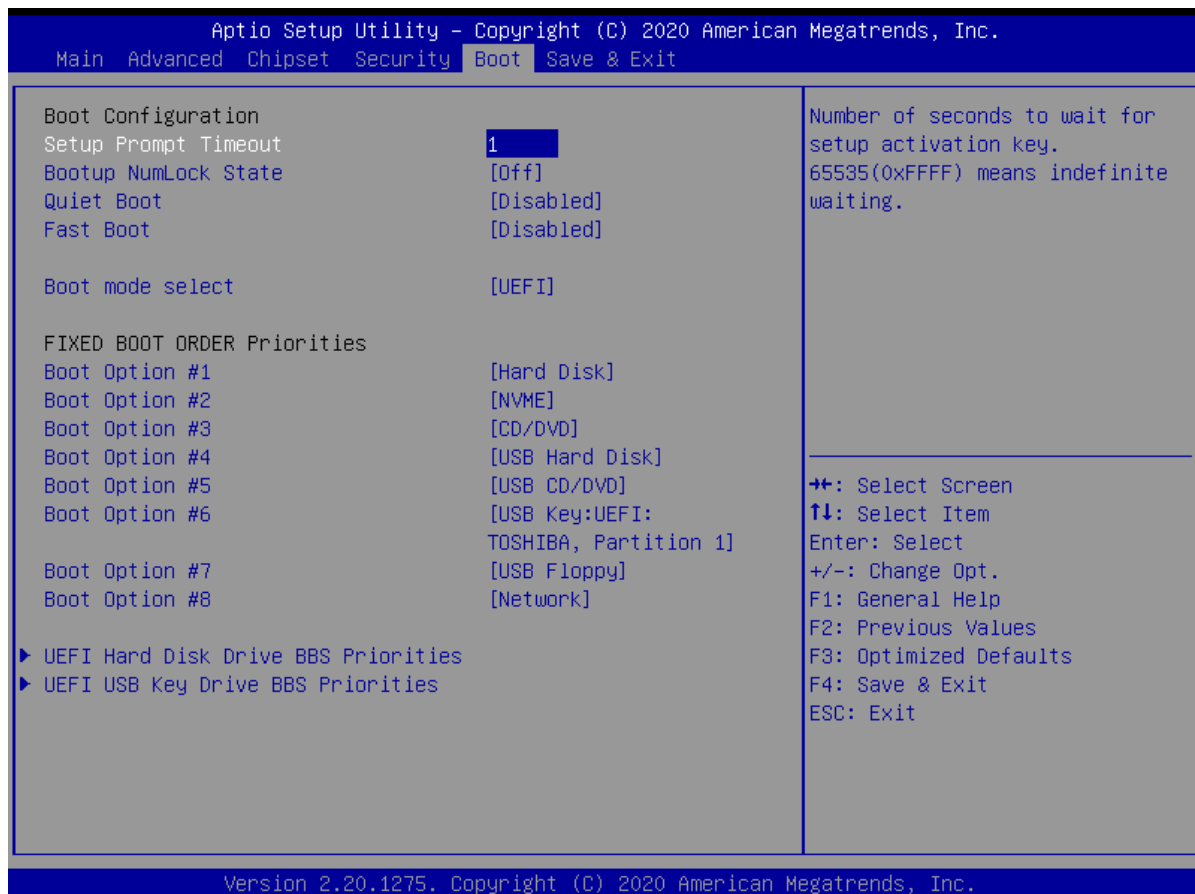 Aptio Setup Utility – Copyright (C) 2020 American Megatrends, Inc.
Main Advanced Chipset Security Boot Save & Exit
Boot Configuration
Setup Prompt Timeout 1
Bootup NumLock State [Off]
Quiet Boot [Disabled]
Fast Boot [Disabled]
Boot mode select [UEFI]
FIXED BOOT ORDER Priorities
Boot Option #1 [Hard Disk]
Boot Option #2 [NVME]
Boot Option #3 [CD/DVD]
Boot Option #4 [USB Hard Disk]
Boot Option #5 [USB CD/DVD]
Boot Option #6 [USB Key:UEFI:
TOSHIBA, Partition 1]
Boot Option #7 [USB Floppy]
Boot Option #8 [Network]
UEFI Hard Disk Drive BBS Priorities
UEFI USB Key Drive BBS Priorities
Number of seconds to wait for
setup activation key.
65535(0xFFFF) means indefinite
waiting.
→←: Select Screen
↑↓: Select Item
Enter: Select
+/-: Change Opt.
F1: General Help
F2: Previous Values
F3: Optimized Defaults
F4: Save & Exit
ESC: Exit
Version 2.20.1275. Copyright (C) 2020 American Megatrends, Inc.